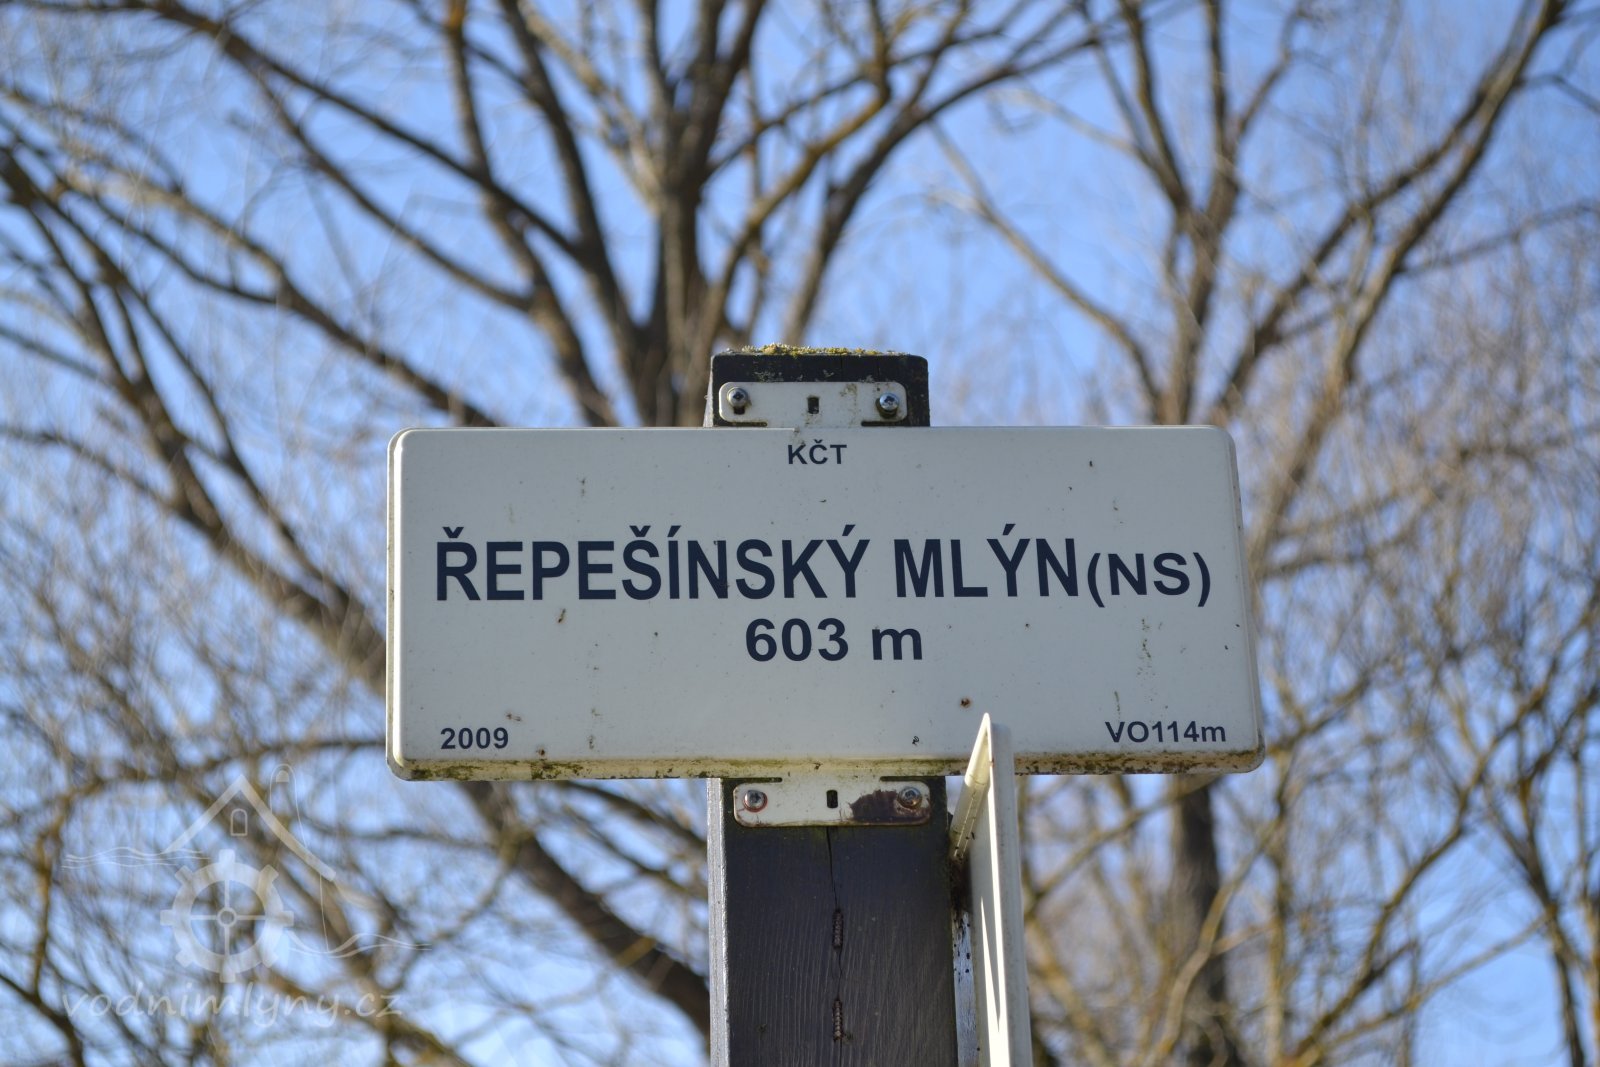 KČT
ŘEPEŠÍNSKÝ MLÝN(NS)
603 m
2009 VO114m
vodnimlyny.cz